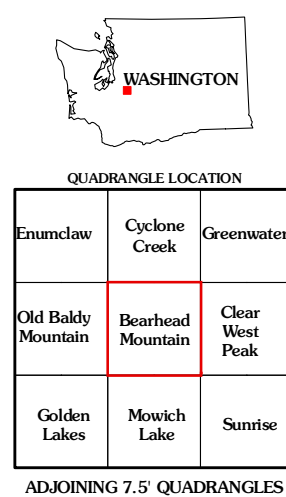 WASHINGTON
QUADRANGLE LOCATION
Enumclaw
Cyclone
Creek
Greenwater
Old Baldy
Mountain
Bearhead
Mountain
Clear
West
Peak
Golden
Lakes
Mowich
Lake
Sunrise
ADJOINING 7.5' QUADRANGLES